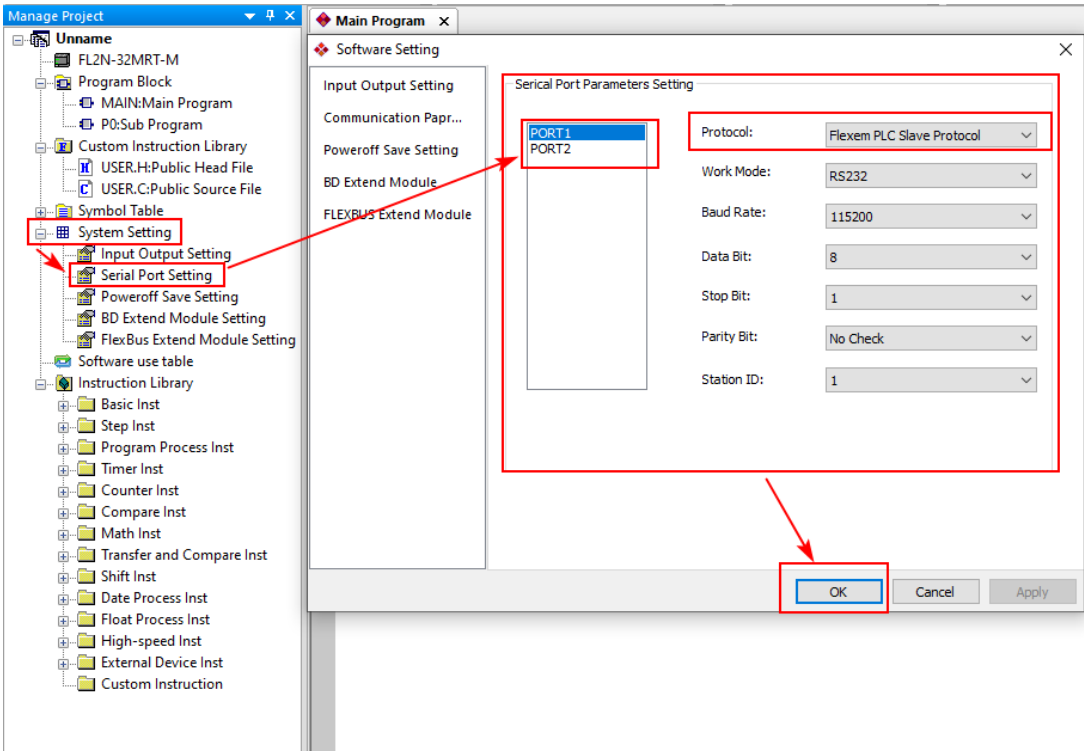 Manage Project
Unname
FL2N-32MRT-M
Program Block
MAIN:Main Program
P0:Sub Program
Custom Instruction Library
USER.H:Public Head File
USER.C:Public Source File
Symbol Table
System Setting
Input Output Setting
Serial Port Setting
Poweroff Save Setting
BD Extend Module Setting
FlexBus Extend Module Setting
Software use table
Instruction Library
Basic Inst
Step Inst
Program Process Inst
Timer Inst
Counter Inst
Compare Inst
Math Inst
Transfer and Compare Inst
Shift Inst
Date Process Inst
Float Process Inst
High-speed Inst
External Device Inst
Custom Instruction
Main Program
Software Setting
Input Output Setting
Communication Papr...
Poweroff Save Setting
BD Extend Module
FLEXBUS Extend Module
Serical Port Parameters Setting
PORT1
PORT2
Protocol: Flexem PLC Slave Protocol
Work Mode: RS232
Baud Rate: 115200
Data Bit: 8
Stop Bit: 1
Parity Bit: No Check
Station ID: 1
OK Cancel Apply